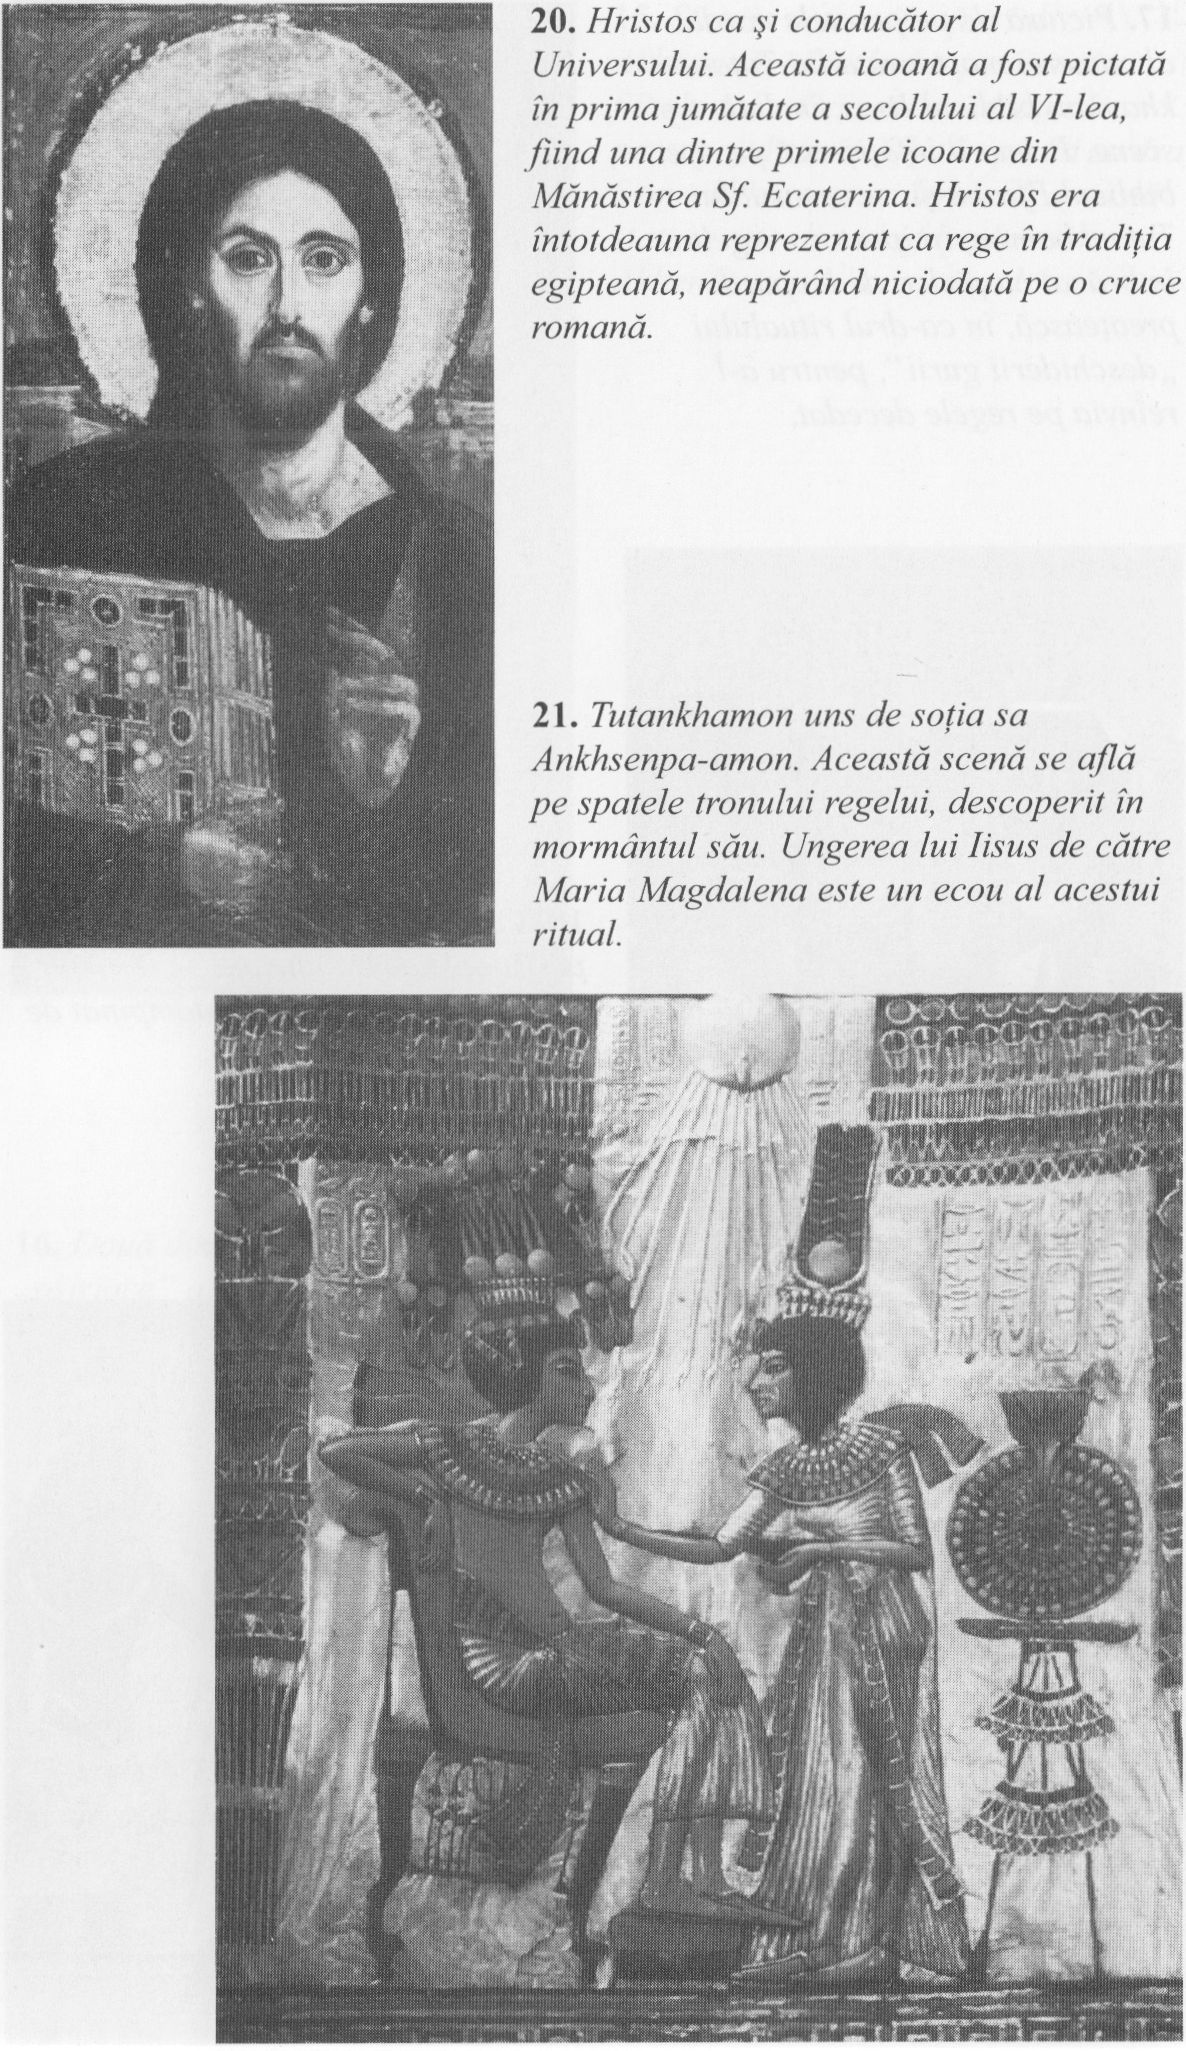 20. Hristos ca şi conducător al
Universului. Această icoană a fost pictată
în prima jumătate a secolului al VI-lea,
fiind una dintre primele icoane din
Mănăstirea Sf. Ecaterina. Hristos era
întotdeauna reprezentat ca rege în tradiţia
egipteană, neapărând niciodată pe o cruce
romană.
21. Tutankhamon uns de soţia sa
Ankhsenpa-amon. Această scenă se află
pe spatele tronului regelui, descoperit în
mormântul său. Ungerea lui Iisus de către
Maria Magdalena este un ecou al acestui
ritual.